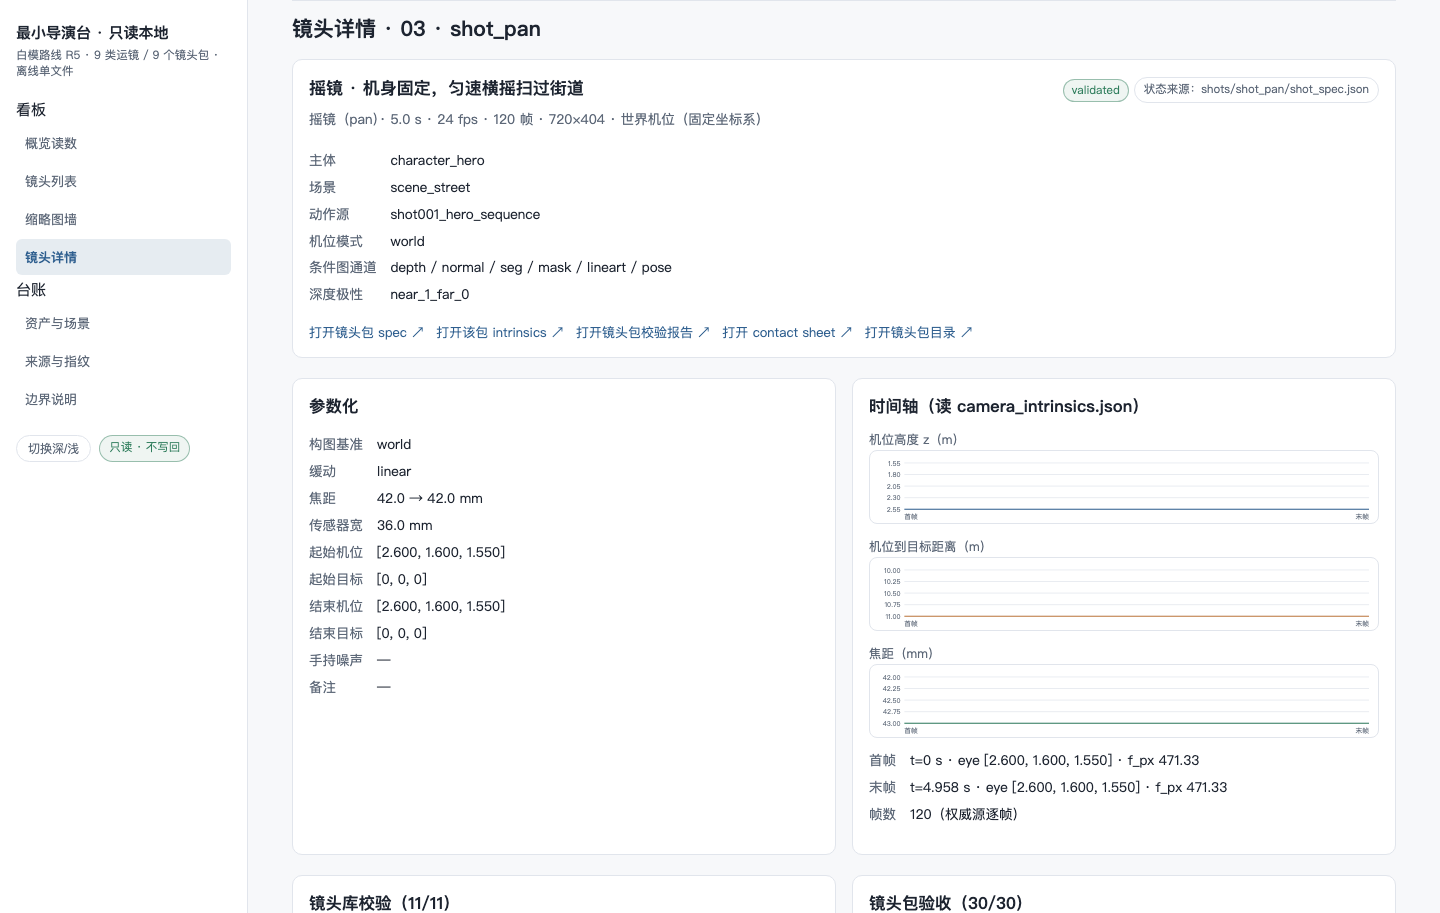 最小导演台 · 只读本地
白模路线 R5 · 9 类运镜 / 9 个镜头包 ·
离线单文件
看板
概览读数
镜头列表
缩略图墙
镜头详情
台账
资产与场景
来源与指纹
边界说明
切换深/浅
只读 · 不写回
镜头详情 · 03 · shot_pan
摇镜 · 机身固定，匀速横摇扫过街道
validated
状态来源：shots/shot_pan/shot_spec.json
摇镜（pan）· 5.0 s · 24 fps · 120 帧 · 720×404 · 世界机位（固定坐标系）
主体 character_hero
场景 scene_street
动作源 shot001_hero_sequence
机位模式 world
条件图通道 depth / normal / seg / mask / lineart / pose
深度极性 near_1_far_0
打开镜头包 spec ↗ 打开该包 intrinsics ↗ 打开镜头包校验报告 ↗ 打开 contact sheet ↗ 打开镜头包目录 ↗
参数化
构图基准 world
缓动 linear
焦距 42.0 → 42.0 mm
传感器宽 36.0 mm
起始机位 [2.600, 1.600, 1.550]
起始目标 [0, 0, 0]
结束机位 [2.600, 1.600, 1.550]
结束目标 [0, 0, 0]
手持噪声 —
备注 —
时间轴（读 camera_intrinsics.json）
机位高度 z（m）
1.55
1.80
2.05
2.30
2.55
首帧 末帧
机位到目标距离（m）
10.00
10.25
10.50
10.75
11.00
首帧 末帧
焦距（mm）
42.00
42.25
42.50
42.75
43.00
首帧 末帧
首帧 t=0 s · eye [2.600, 1.600, 1.550] · f_px 471.33
末帧 t=4.958 s · eye [2.600, 1.600, 1.550] · f_px 471.33
帧数 120（权威源逐帧）
镜头库校验（11/11）
镜头包验收（30/30）